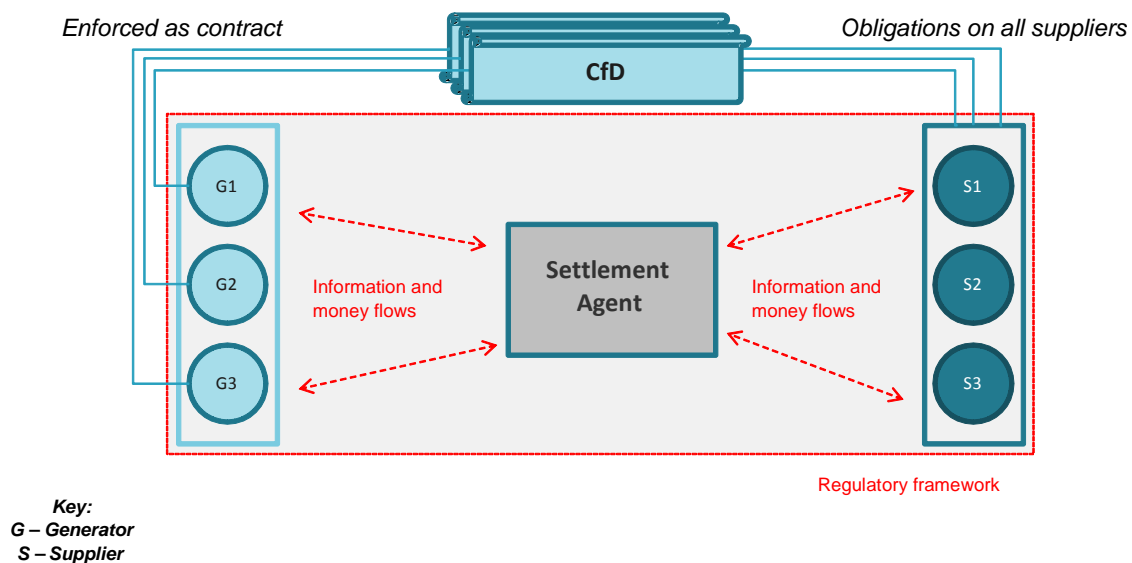 Enforced as contract
Obligations on all suppliers
CfD
G1
S1
Settlement
Agent
G2
Information and
money flows
Information and
money flows
S2
G3
S3
Regulatory framework
Key:
G – Generator
S – Supplier